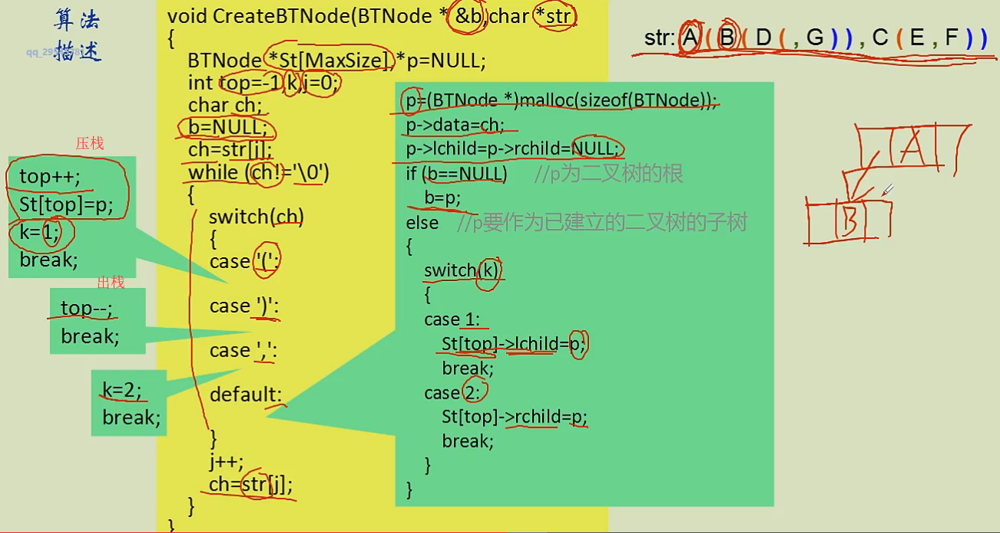 算法
描述
qq_2954781
void CreateBTNode(BTNode * &b,char *str)
{
BTNode *St[MaxSize],*p=NULL;
int top=-1,k,j=0;
char ch;
b=NULL;
ch=str[j];
while (ch!='\0')
{
switch(ch)
{
case '(':
case ')':
case ',':
default:
}
j++;
ch=str[j];
}
}
压栈
top++;
St[top]=p;
k=1;
break;
出栈
top--;
break;
k=2;
break;
p=(BTNode *)malloc(sizeof(BTNode));
p->data=ch;
p->lchild=p->rchild=NULL;
if (b==NULL) //p为二叉树的根
b=p;
else //p要作为已建立的二叉树的子树
{
switch(k)
{
case 1:
St[top]->lchild=p;
break;
case 2:
St[top]->rchild=p;
break;
}
}
str: A ( B ( D ( , G ) ) , C ( E , F ) )
A
B